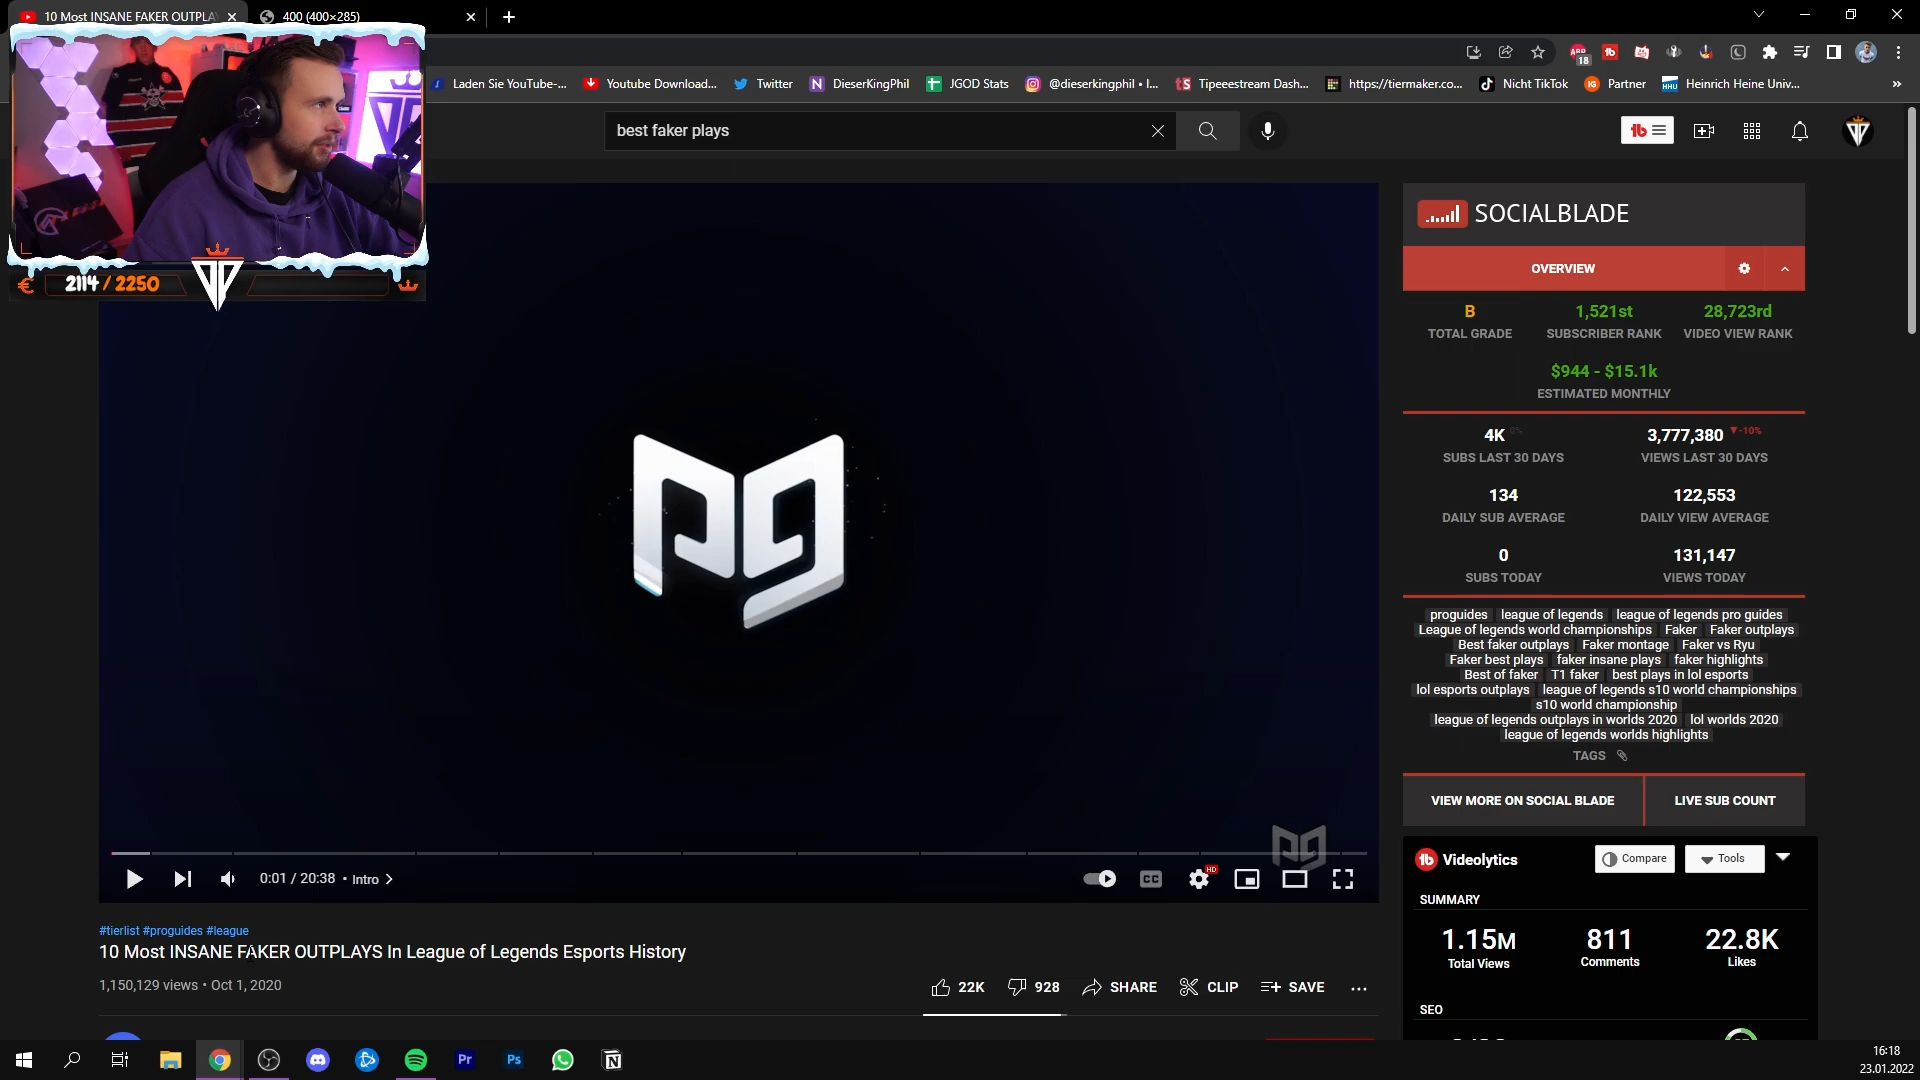 10 Most INSANE FAKER OUTPLA
400 (400×285)
Laden Sie YouTube-...
Youtube Download...
Twitter
DieserKingPhil
JGOD Stats
@dieserkingphil • I...
Tipeeestream Dash...
https://tiermaker.co...
Nicht TikTok
Partner
Heinrich Heine Univ...
18
best faker plays
2114 / 2250
SOCIALBLADE
OVERVIEW
B
1,521st
28,723rd
TOTAL GRADE
SUBSCRIBER RANK
VIDEO VIEW RANK
$944 - $15.1k
ESTIMATED MONTHLY
4K 0%
3,777,380 ▼-10%
SUBS LAST 30 DAYS
VIEWS LAST 30 DAYS
134
122,553
DAILY SUB AVERAGE
DAILY VIEW AVERAGE
0
131,147
SUBS TODAY
VIEWS TODAY
proguides league of legends league of legends pro guides
League of legends world championships Faker Faker outplays
Best faker outplays Faker montage Faker vs Ryu
Faker best plays faker insane plays faker highlights
Best of faker T1 faker best plays in lol esports
lol esports outplays league of legends s10 world championships
s10 world championship
league of legends outplays in worlds 2020 lol worlds 2020
league of legends worlds highlights
TAGS
VIEW MORE ON SOCIAL BLADE
LIVE SUB COUNT
pg
0:01 / 20:38 • Intro
CC
HD
#tierlist #proguides #league
10 Most INSANE FAKER OUTPLAYS In League of Legends Esports History
1,150,129 views • Oct 1, 2020
22K
928
SHARE
CLIP
SAVE
Videolytics
Compare
Tools
SUMMARY
1.15M
811
22.8K
Total Views
Comments
Likes
SEO
Pr
Ps
16:18
23.01.2022